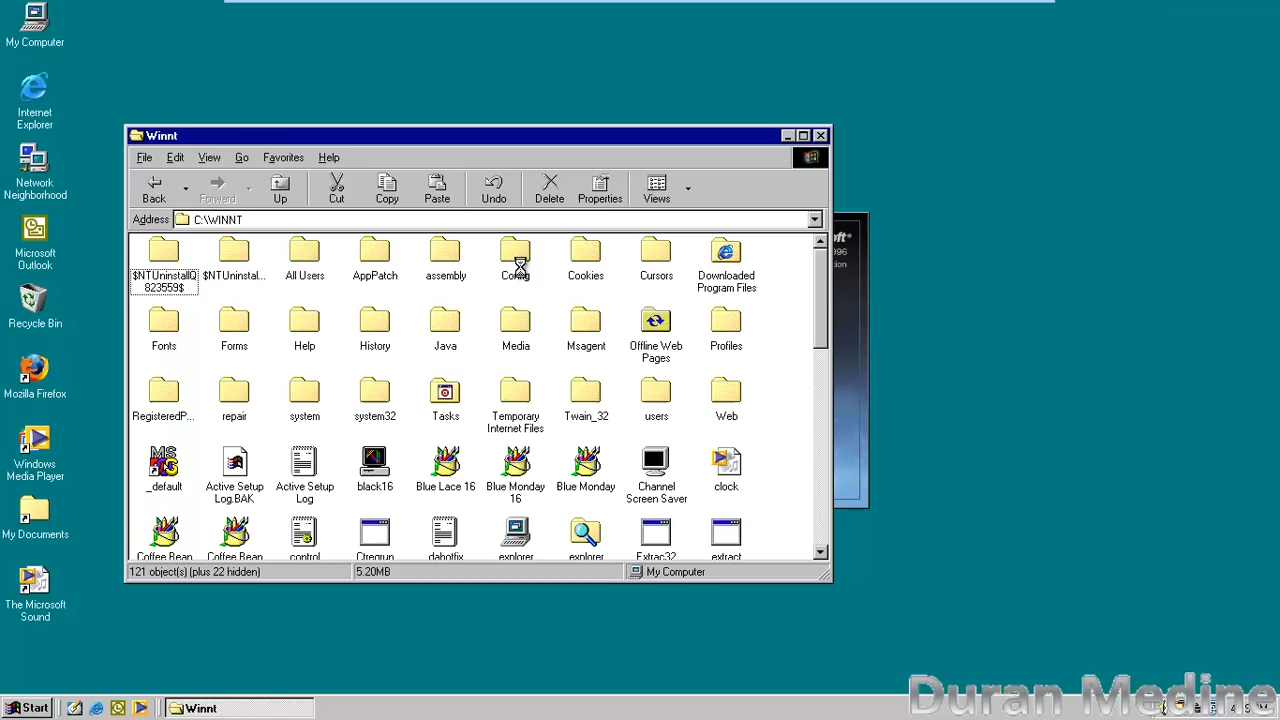 My Computer
Internet
Explorer
Network
Neighborhood
Microsoft
Outlook
Recycle Bin
Mozilla Firefox
Windows
Media Player
My Documents
The Microsoft
Sound
Winnt
File Edit View Go Favorites Help
Back Forward Up Cut Copy Paste Undo Delete Properties Views
Address C:\WINNT
$NTUninstallQ
823559$
$NTUninstal...
All Users
AppPatch
assembly
Config
Cookies
Cursors
Downloaded
Program Files
Fonts
Forms
Help
History
Java
Media
Msagent
Offline Web
Pages
Profiles
RegisteredP...
repair
system
system32
Tasks
Temporary
Internet Files
Twain_32
users
Web
_default
Active Setup
Log.BAK
Active Setup
Log
black16
Blue Lace 16
Blue Monday
16
Blue Monday
Channel
Screen Saver
clock
Coffee Bean
Coffee Bean
control
Ctregrun
dahotfix
explorer
explorer
Extrac32
extract
121 object(s) (plus 22 hidden)
5.20MB
My Computer
soft®
Start
Winnt
Duran Medine